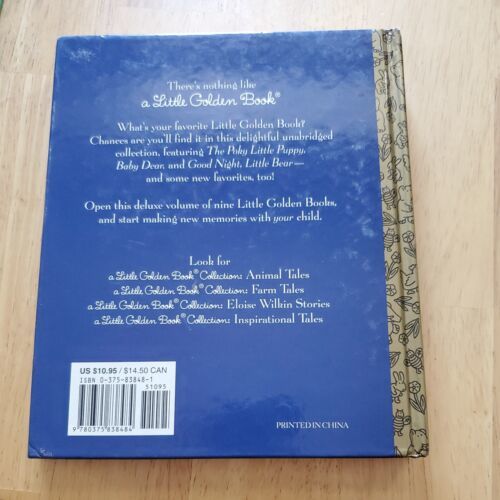 There's nothing like
a Little Golden Book®
What's your favorite Little Golden Book?
Chances are you'll find it in this delightful unabridged
collection, featuring The Poky Little Puppy,
Baby Dear, and Good Night, Little Bear—
and some new favorites, too!
Open this deluxe volume of nine Little Golden Books,
and start making new memories with your child.
Look for
a Little Golden Book® Collection: Animal Tales
a Little Golden Book® Collection: Farm Tales
a Little Golden Book® Collection: Eloise Wilkin Stories
a Little Golden Book® Collection: Inspirational Tales
US $10.95 / $14.50 CAN
ISBN 0-375-83848-1
51095
9 780375 838484
PRINTED IN CHINA